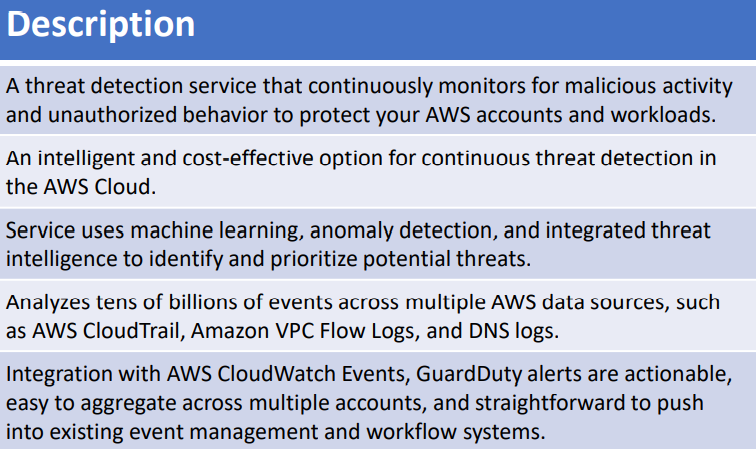 Description
A threat detection service that continuously monitors for malicious activity
and unauthorized behavior to protect your AWS accounts and workloads.
An intelligent and cost-effective option for continuous threat detection in
the AWS Cloud.
Service uses machine learning, anomaly detection, and integrated threat
intelligence to identify and prioritize potential threats.
Analyzes tens of billions of events across multiple AWS data sources, such
as AWS CloudTrail, Amazon VPC Flow Logs, and DNS logs.
Integration with AWS CloudWatch Events, GuardDuty alerts are actionable,
easy to aggregate across multiple accounts, and straightforward to push
into existing event management and workflow systems.